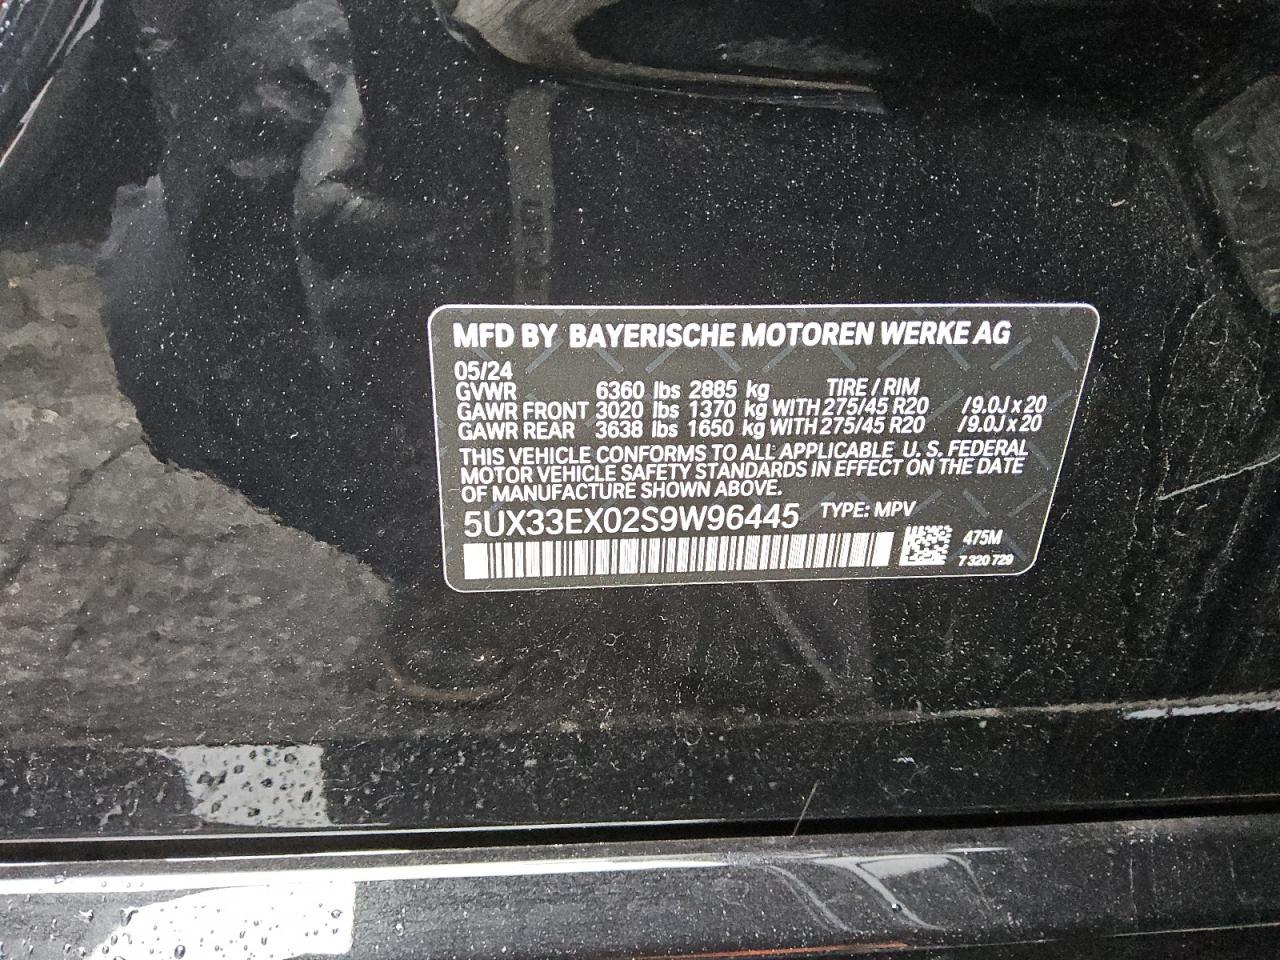 MFD BY BAYERISCHE MOTOREN WERKE AG
05/24
GVWR 6360 lbs 2885 kg TIRE / RIM
GAWR FRONT 3020 lbs 1370 kg WITH 275/45 R20 /9.0J x 20
GAWR REAR 3638 lbs 1650 kg WITH 275/45 R20 /9.0J x 20
THIS VEHICLE CONFORMS TO ALL APPLICABLE U. S. FEDERAL
MOTOR VEHICLE SAFETY STANDARDS IN EFFECT ON THE DATE
OF MANUFACTURE SHOWN ABOVE.
5UX33EX02S9W96445 TYPE: MPV
475M
7 320 729